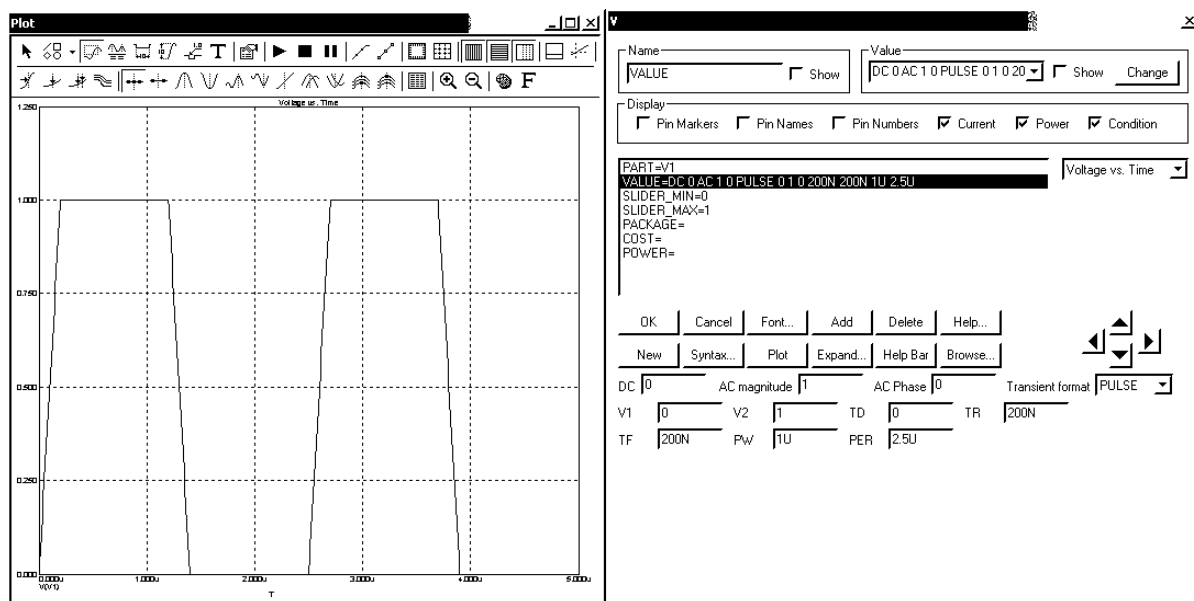 Plot
T
F
Voltage vs. Time
1.250
1.000
0.750
0.500
0.250
0.000
0.000u 1.000u 2.000u 3.000u 4.000u 5.000u
V(V1)
T
V
Name
VALUE
Show
Value
DC 0 AC 1 0 PULSE 0 1 0 20
Show
Change
Display
Pin Markers Pin Names Pin Numbers Current Power Condition
PART=V1
VALUE=DC 0 AC 1 0 PULSE 0 1 0 200N 200N 1U 2.5U
SLIDER_MIN=0
SLIDER_MAX=1
PACKAGE=
COST=
POWER=
Voltage vs. Time
OK Cancel Font... Add Delete Help...
New Syntax... Plot Expand... Help Bar Browse...
DC 0 AC magnitude 1 AC Phase 0 Transient format PULSE
V1 0 V2 1 TD 0 TR 200N
TF 200N PW 1U PER 2.5U